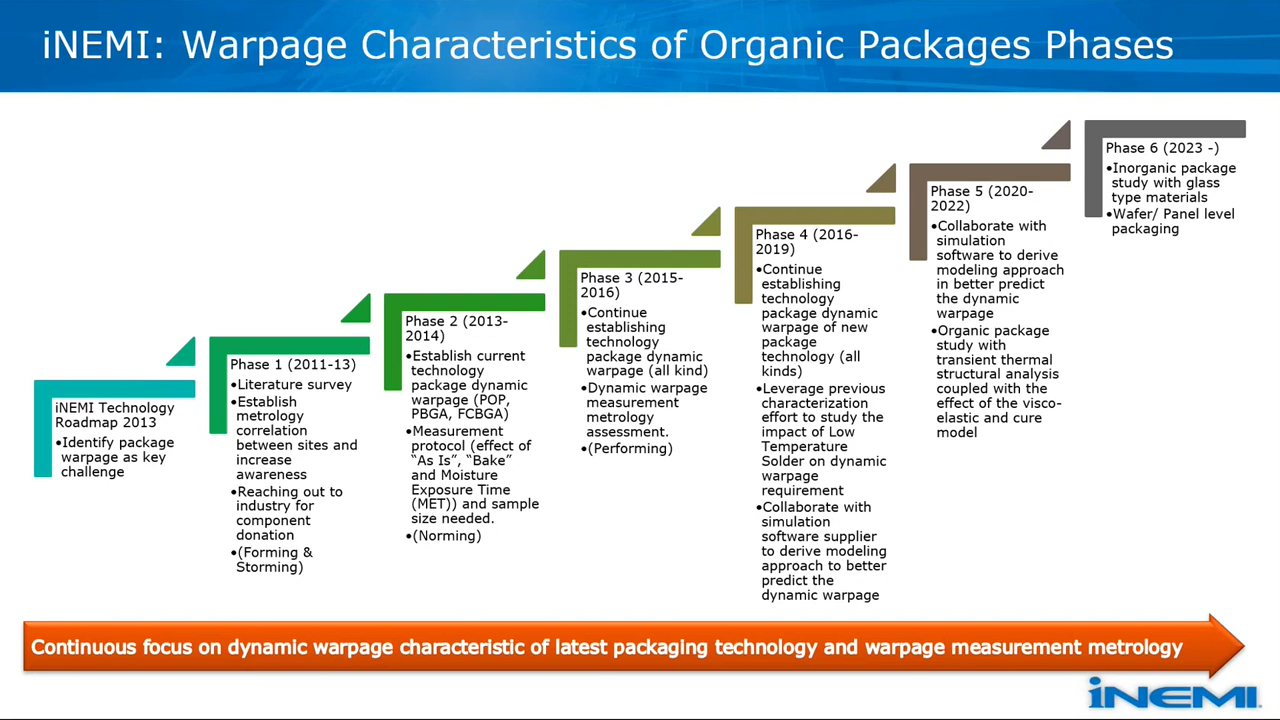 iNEMI: Warpage Characteristics of Organic Packages Phases
iNEMI Technology
Roadmap 2013
•Identify package
warpage as key
challenge
Phase 1 (2011-13)
•Literature survey
•Establish
metrology
correlation
between sites and
increase
awareness
•Reaching out to
industry for
component
donation
•(Forming &
Storming)
Phase 2 (2013-
2014)
•Establish current
technology
package dynamic
warpage (POP,
PBGA, FCBGA)
•Measurement
protocol (effect of
“As Is”, “Bake”
and Moisture
Exposure Time
(MET)) and sample
size needed.
•(Norming)
Phase 3 (2015-
2016)
•Continue
establishing
technology
package dynamic
warpage (all kind)
•Dynamic warpage
measurement
metrology
assessment.
•(Performing)
Phase 4 (2016-
2019)
•Continue
establishing
technology
package dynamic
warpage of new
package
technology (all
kinds)
•Leverage previous
characterization
effort to study the
impact of Low
Temperature
Solder on dynamic
warpage
requirement
•Collaborate with
simulation
software supplier
to derive modeling
approach to better
predict the
dynamic warpage
Phase 5 (2020-
2022)
•Collaborate with
simulation
software to derive
modeling approach
in better predict
the dynamic
warpage
•Organic package
study with
transient thermal
structural analysis
coupled with the
effect of the visco-
elastic and cure
model
Phase 6 (2023 -)
•Inorganic package
study with glass
type materials
•Wafer/ Panel level
packaging
Continuous focus on dynamic warpage characteristic of latest packaging technology and warpage measurement metrology
iNEMI